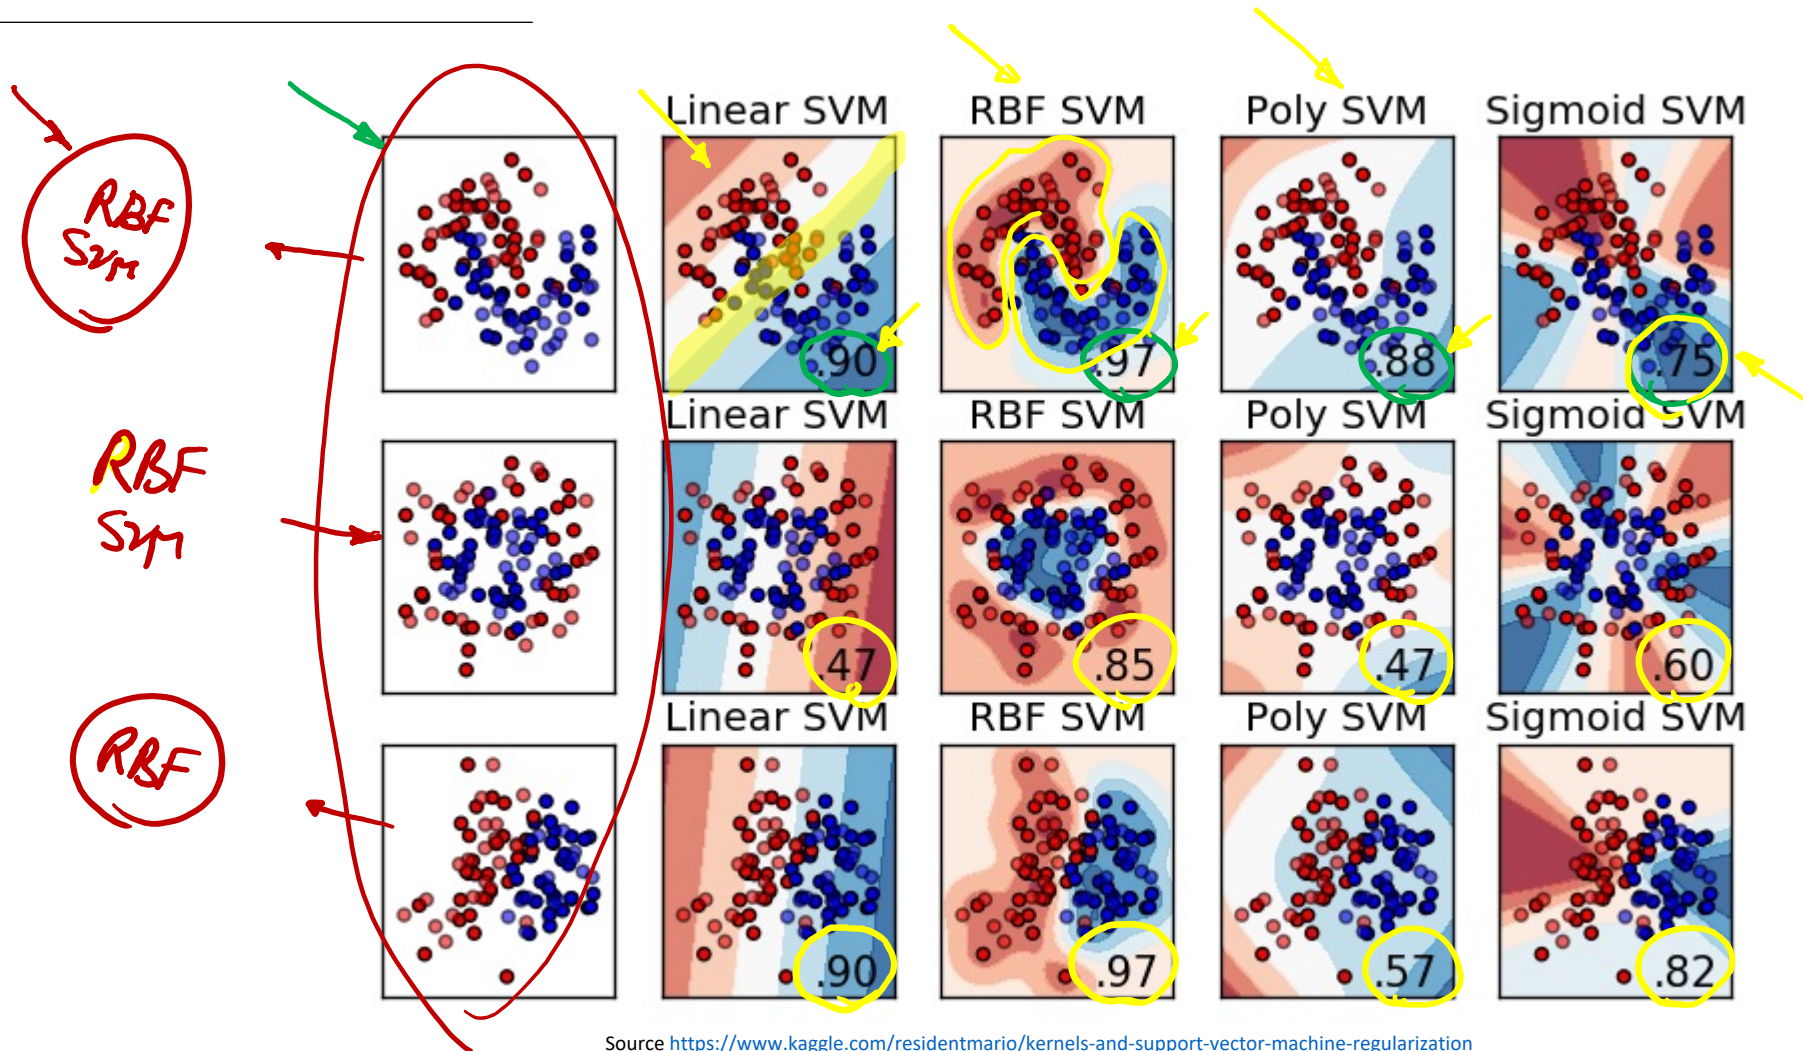 Linear SVM RBF SVM Poly SVM Sigmoid SVM
RBF
SVM
.90 .97 .88 .75
Linear SVM RBF SVM Poly SVM Sigmoid SVM
RBF
SVM
.47 .85 .47 .60
Linear SVM RBF SVM Poly SVM Sigmoid SVM
RBF
.90 .97 .57 .82
Source https://www.kaggle.com/residentmario/kernels-and-support-vector-machine-regularization